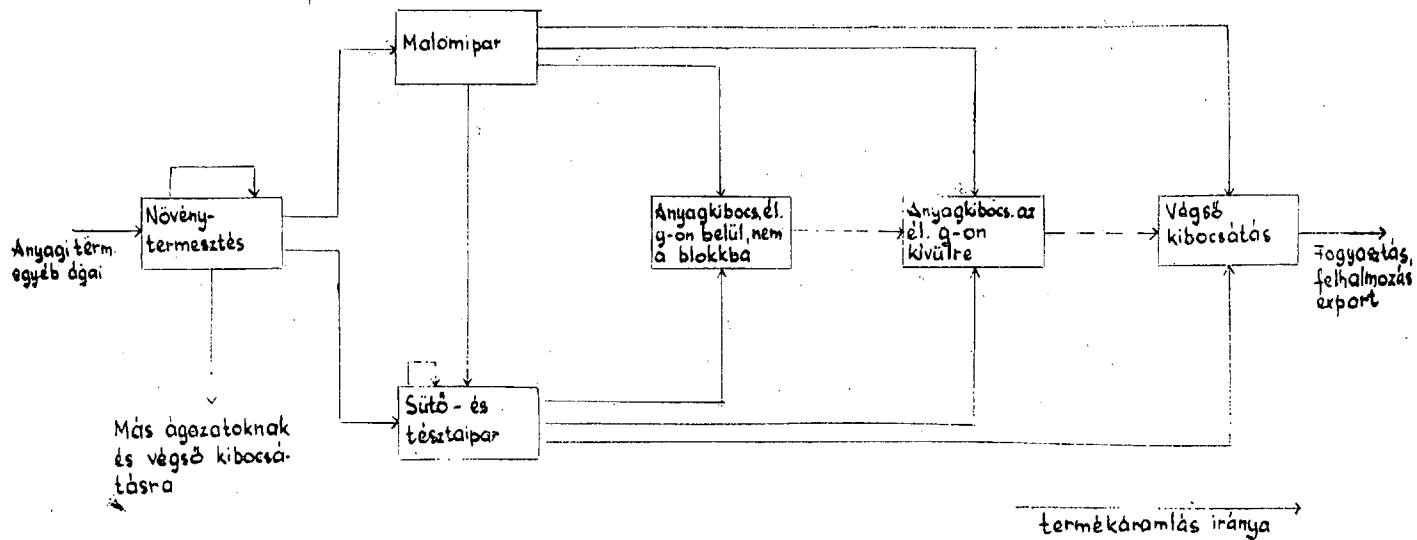 Malomipar
Növény-
termesztés
Anyagi term.
egyéb ágai
Anyagkibocs. él.
g-on belül, nem
a blokkba
Anyagkibocs. az
él. g-on
kívülre
Végső
kibocsátás
Fogyasztás,
felhalmozás
export
Sütő- és
tésztaipar
Más ágazatoknak
és végső kibocsá-
tásra
termékáramlás iránya